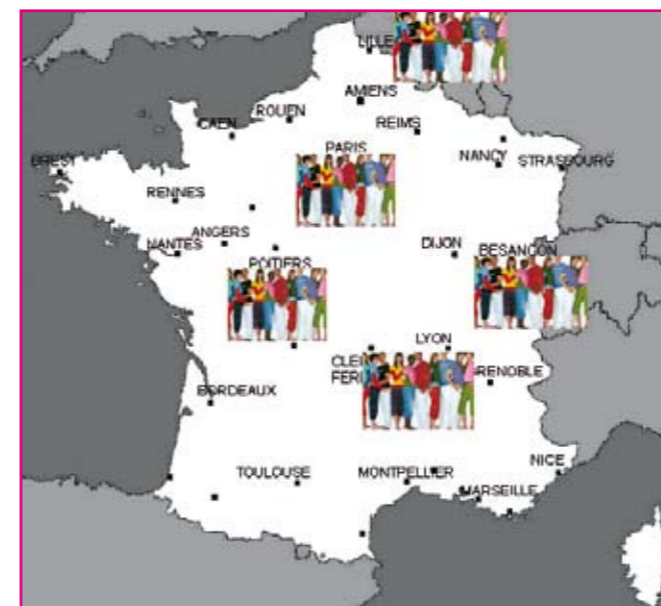 LILLE
AMIENS
ROUEN
CAEN
REIMS
PARIS
NANCY
STRASBOURG
BREST
RENNES
ANGERS
NANTES
DIJON
BESANCON
POITIERS
LYON
BORDEAUX
TOULOUSE
MONTPELLIER
NICE
MARSEILLE